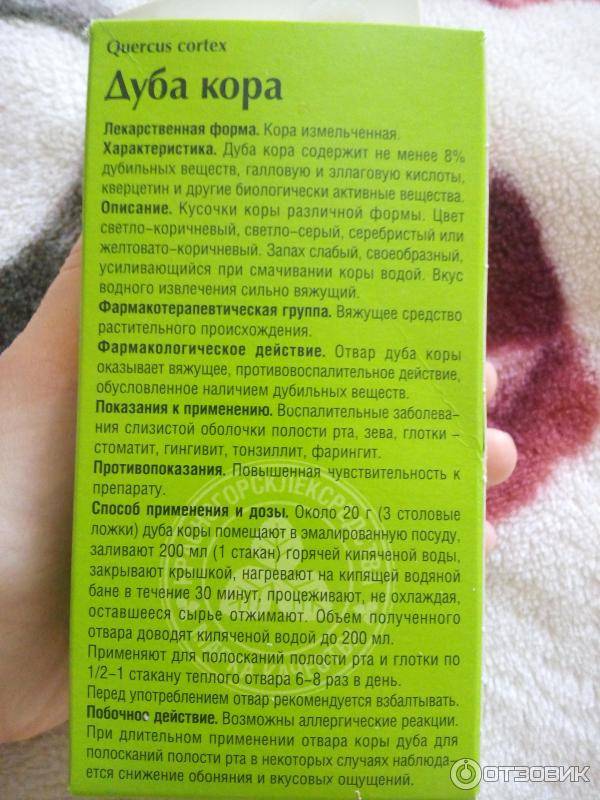 Quercus cortex
Дуба кора
Лекарственная форма. Кора измельченная.
Характеристика. Дуба кора содержит не менее 8%
дубильных веществ, галловую и эллаговую кислоты,
кверцетин и другие биологически активные вещества.
Описание. Кусочки коры различной формы. Цвет
светло-коричневый, светло-серый, серебристый или
желтовато-коричневый. Запах слабый, своеобразный,
усиливающийся при смачивании коры водой. Вкус
водного извлечения сильно вяжущий.
Фармакотерапевтическая группа. Вяжущее средство
растительного происхождения.
Фармакологическое действие. Отвар дуба коры
оказывает вяжущее, противовоспалительное действие,
обусловленное наличием дубильных веществ.
Показания к применению. Воспалительные заболева-
ния слизистой оболочки полости рта, зева, глотки –
стоматит, гингивит, тонзиллит, фарингит.
Противопоказания. Повышенная чувствительность к
препарату.
Способ применения и дозы. Около 20 г (3 столовые
ложки) дуба коры помещают в эмалированную посуду,
заливают 200 мл (1 стакан) горячей кипяченой воды,
закрывают крышкой, нагревают на кипящей водяной
бане в течение 30 минут, процеживают, не охлаждая,
оставшееся сырье отжимают. Объем полученного
отвара доводят кипяченой водой до 200 мл.
Применяют для полосканий полости рта и глотки по
1/2–1 стакану теплого отвара 6–8 раз в день.
Перед употреблением отвар рекомендуется взбалтывать.
Побочное действие. Возможны аллергические реакции.
При длительном применении отвара коры дуба для
полосканий полости рта в некоторых случаях наблюда-
ется снижение обоняния и вкусовых ощущений.
ОТЗОВИК